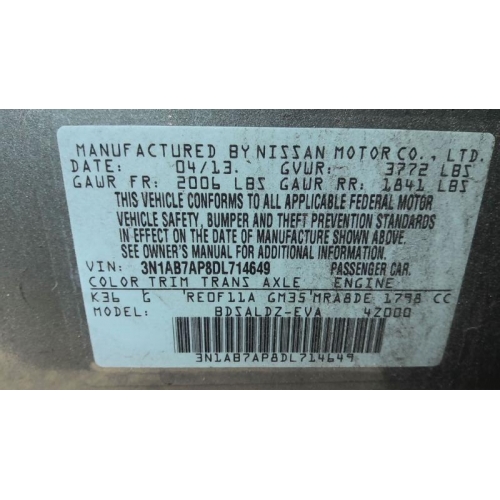 MANUFACTURED BY NISSAN MOTOR CO., LTD.
DATE: 04/13. GVWR: 3772 LBS
GAWR FR: 2006 LBS GAWR RR: 1841 LBS
THIS VEHICLE CONFORMS TO ALL APPLICABLE FEDERAL MOTOR
VEHICLE SAFETY, BUMPER AND THEFT PREVENTION STANDARDS
IN EFFECT ON THE DATE OF MANUFACTURE SHOWN ABOVE.
SEE OWNER'S MANUAL FOR ADDITIONAL INFORMATION.
VIN: 3N1AB7AP8DL714649 PASSENGER CAR.
COLOR TRIM TRANS AXLE ENGINE
K36 G RE0F11A GM35 MRA8DE 1798 CC
MODEL: BDSALDZ-EVA 4Z000
3N1AB7AP8DL714649